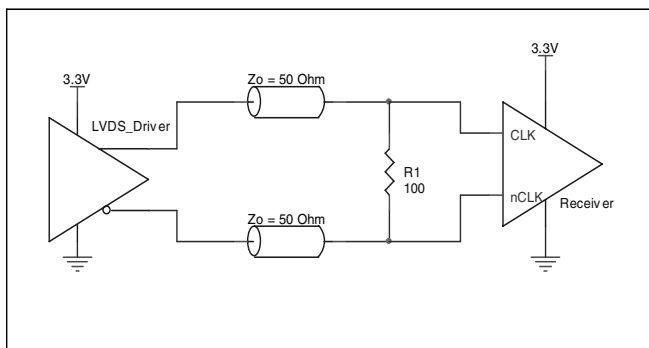 3.3V
LVDS_Driver
Zo = 50 Ohm
Zo = 50 Ohm
R1
100
3.3V
CLK
nCLK
Receiver